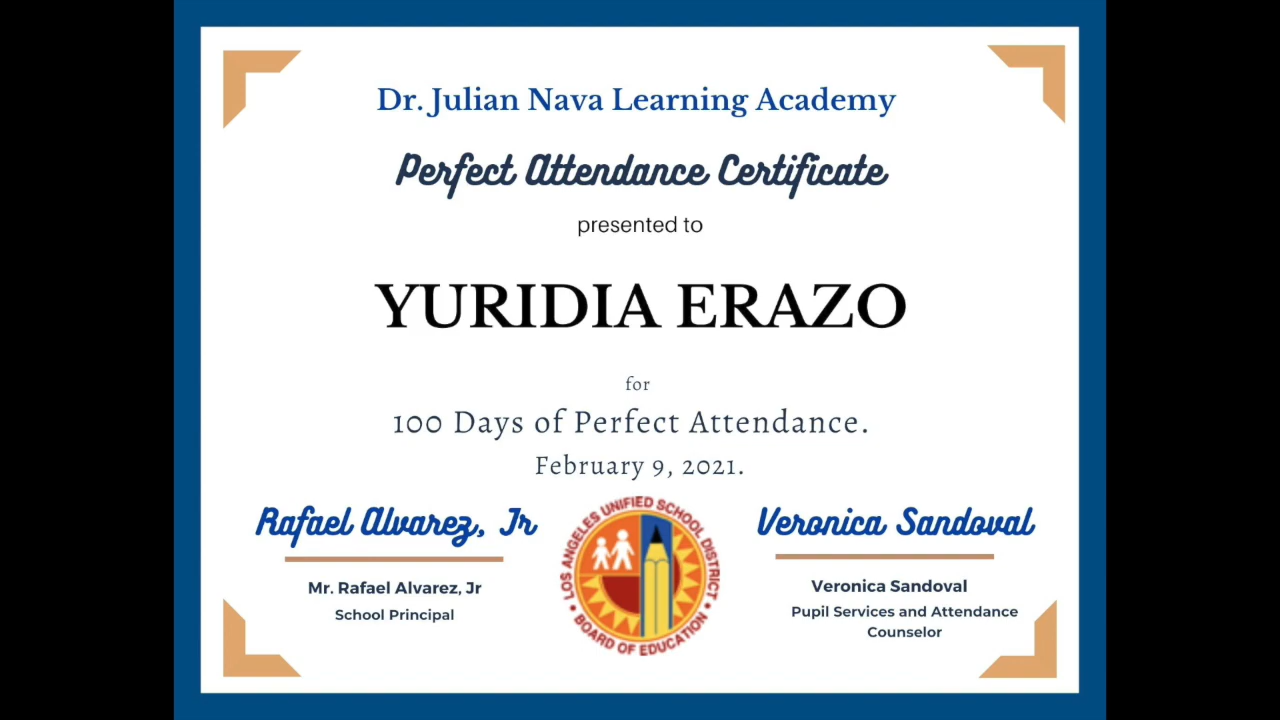 Dr. Julian Nava Learning Academy
Perfect Attendance Certificate
presented to
YURIDIA ERAZO
for
100 Days of Perfect Attendance.
February 9, 2021.
Rafael Alvarez, Jr
Mr. Rafael Alvarez, Jr
School Principal
LOS ANGELES UNIFIED SCHOOL DISTRICT
BOARD OF EDUCATION
Veronica Sandoval
Veronica Sandoval
Pupil Services and Attendance
Counselor